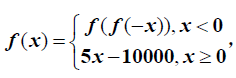 f(x) = { f(f(-x)), x < 0
5x-10000, x ≥ 0 ,